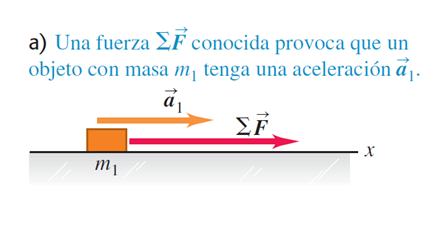 a) Una fuerza ΣF⃗ conocida provoca que un
objeto con masa m₁ tenga una aceleración a⃗₁.
a⃗₁
ΣF⃗
x
m₁